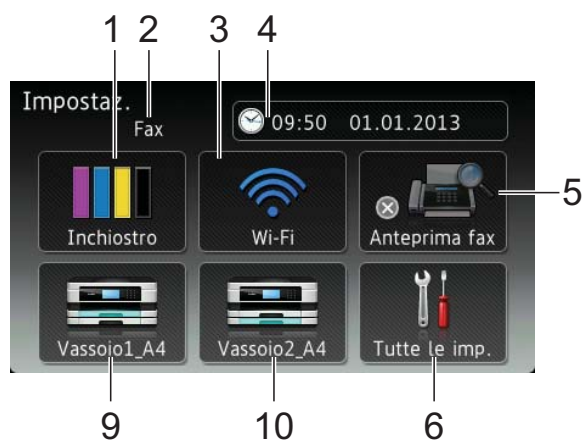 1 2 3 4
Impostaz.
Fax
09:50 01.01.2013
5
Inchiostro Wi-Fi Anteprima fax
Vassoio1_A4 Vassoio2_A4 Tutte le imp.
9 10 6